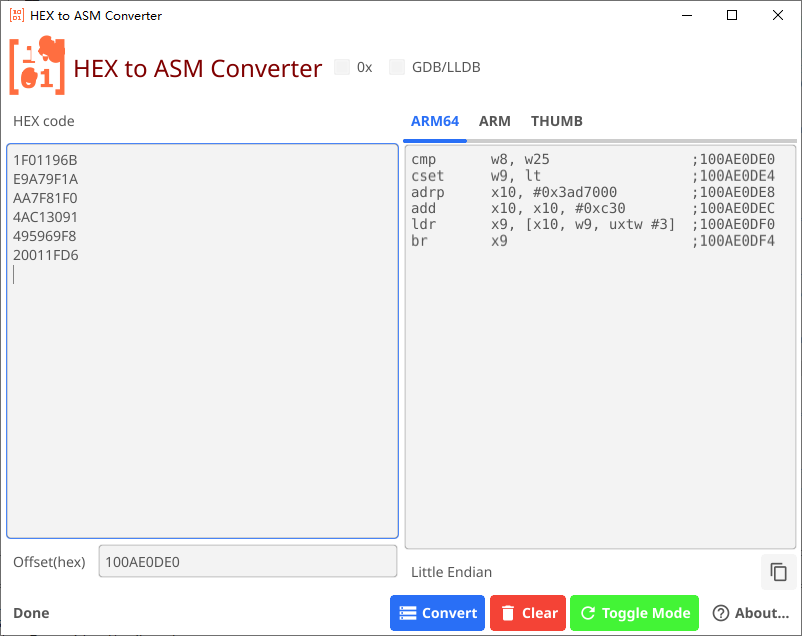 HEX to ASM Converter
HEX to ASM Converter
0x
GDB/LLDB
HEX code
ARM64 ARM THUMB
1F01196B
E9A79F1A
AA7F81F0
4AC13091
495969F8
20011FD6
cmp w8, w25 ;100AE0DE0
cset w9, lt ;100AE0DE4
adrp x10, #0x3ad7000 ;100AE0DE8
add x10, x10, #0xc30 ;100AE0DEC
ldr x9, [x10, w9, uxtw #3] ;100AE0DF0
br x9 ;100AE0DF4
Offset(hex) 100AE0DE0
Little Endian
Done
Convert
Clear
Toggle Mode
About...